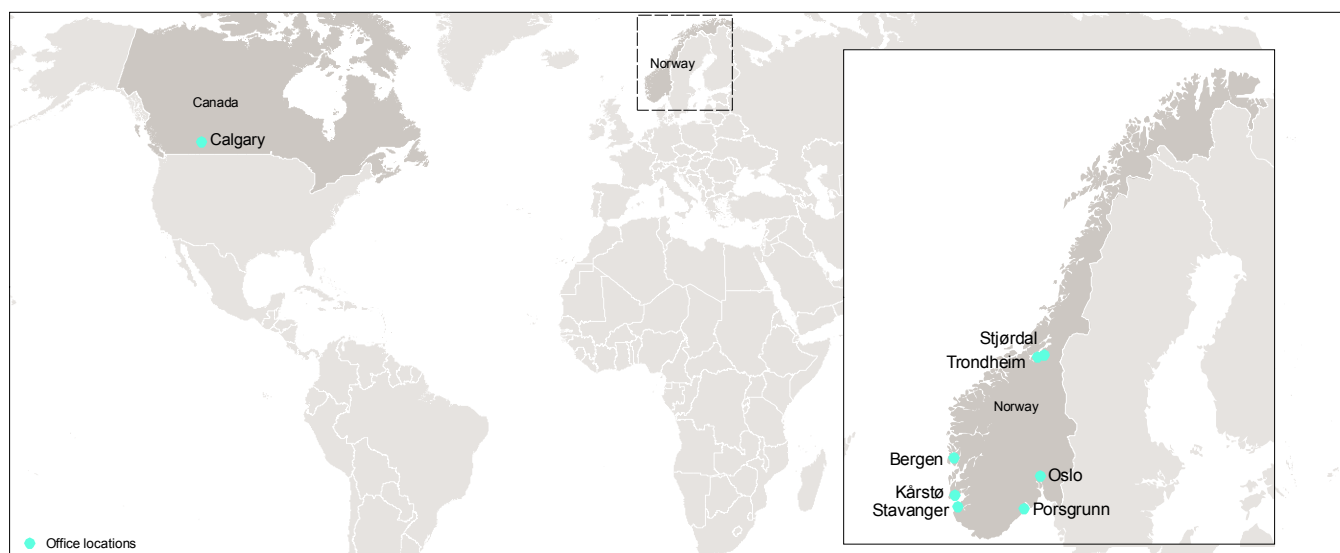 Norway
Canada
Calgary
Stjørdal
Trondheim
Norway
Bergen
Oslo
Kårstø
Stavanger
Porsgrunn
Office locations